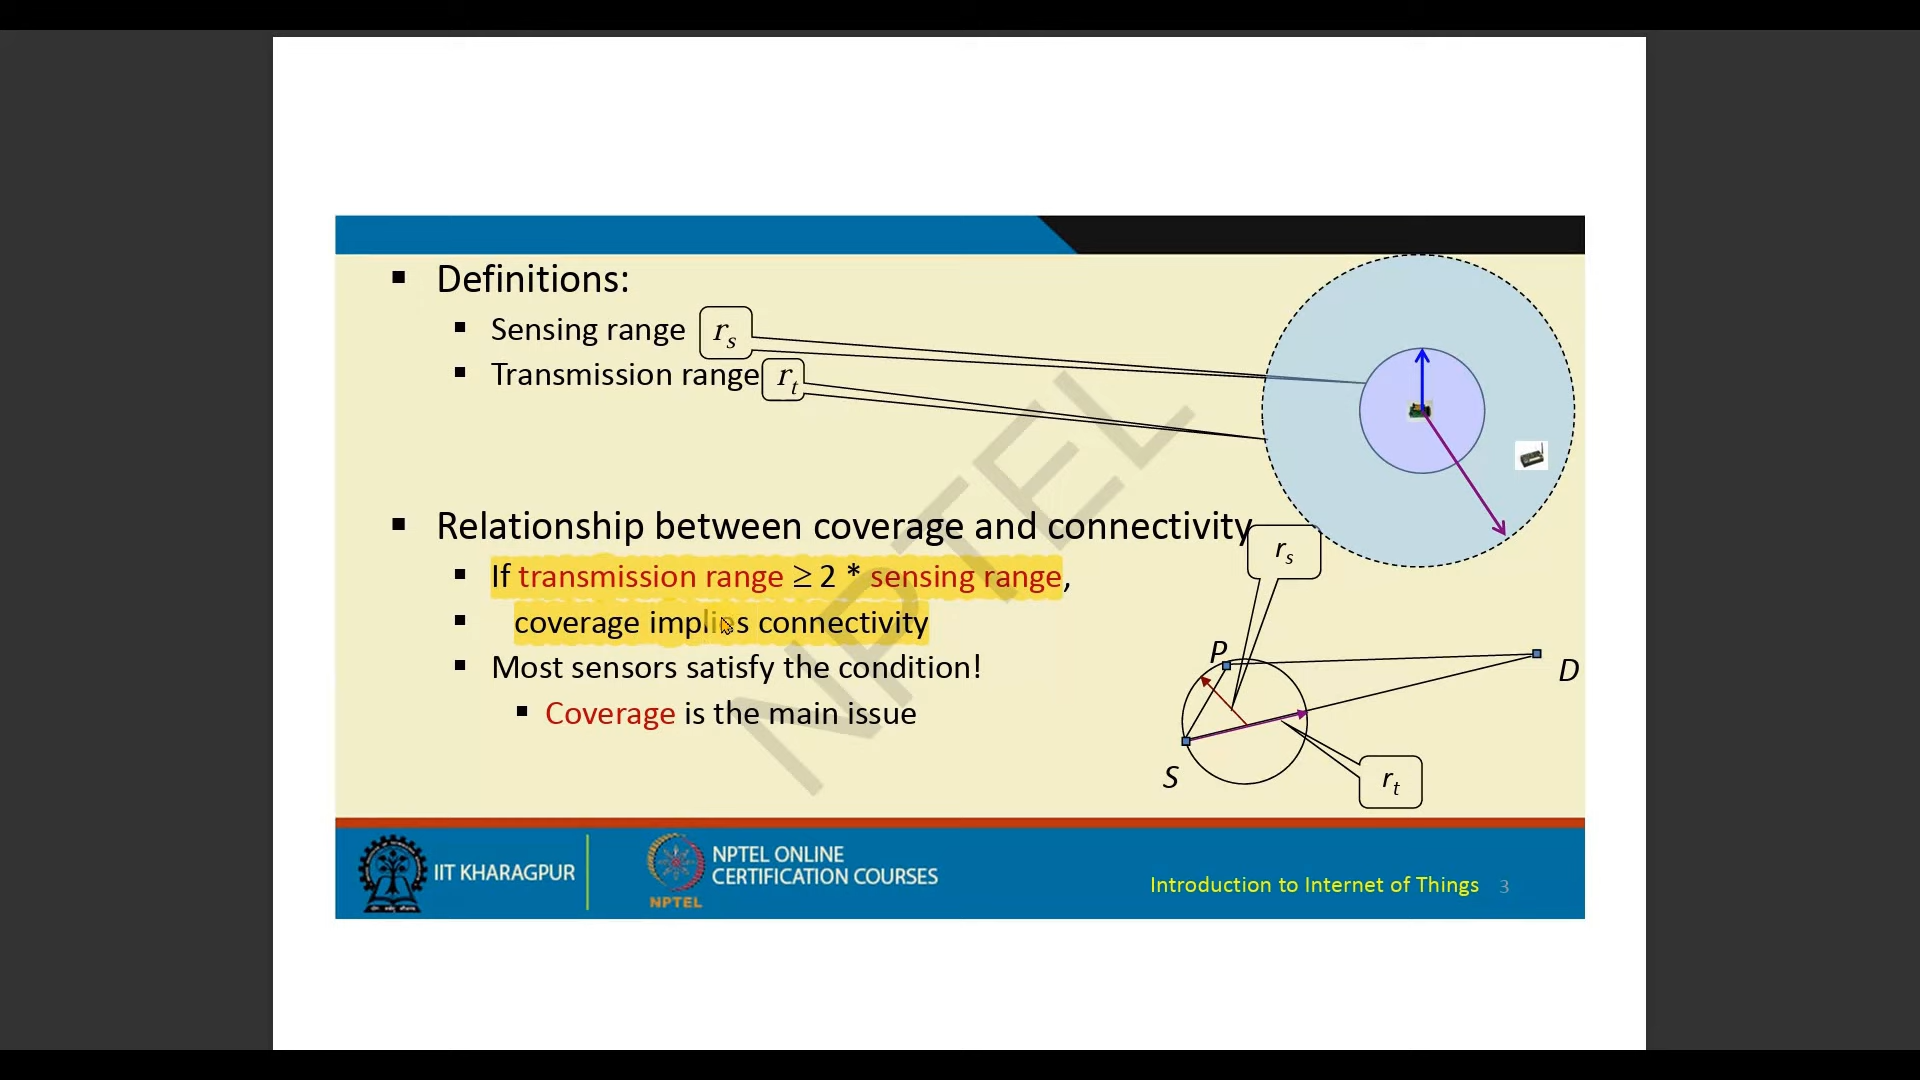 Definitions:
Sensing range r_s
Transmission range r_t
Relationship between coverage and connectivity
r_s
If transmission range ≥ 2 * sensing range,
coverage implies connectivity
Most sensors satisfy the condition!
Coverage is the main issue
P
D
S
r_t
NPTEL
IIT KHARAGPUR
NPTEL
NPTEL ONLINE
CERTIFICATION COURSES
Introduction to Internet of Things 3